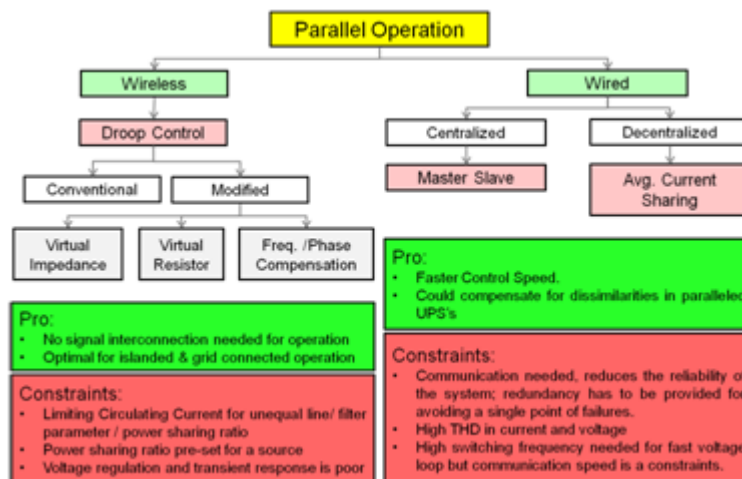 Parallel Operation
Wireless
Wired
Droop Control
Centralized
Decentralized
Conventional
Modified
Master Slave
Avg. Current
Sharing
Virtual
Impedance
Virtual
Resistor
Freq. /Phase
Compensation
Pro:
• Faster Control Speed.
• Could compensate for dissimilarities in paralleled
UPS's
Pro:
• No signal interconnection needed for operation
• Optimal for islanded & grid connected operation
Constraints:
• Communication needed, reduces the reliability of
the system; redundancy has to be provided for
avoiding a single point of failures.
• High THD in current and voltage
• High switching frequency needed for fast voltage
loop but communication speed is a constraints.
Constraints:
• Limiting Circulating Current for unequal line/ filter
parameter / power sharing ratio
• Power sharing ratio pre-set for a source
• Voltage regulation and transient response is poor